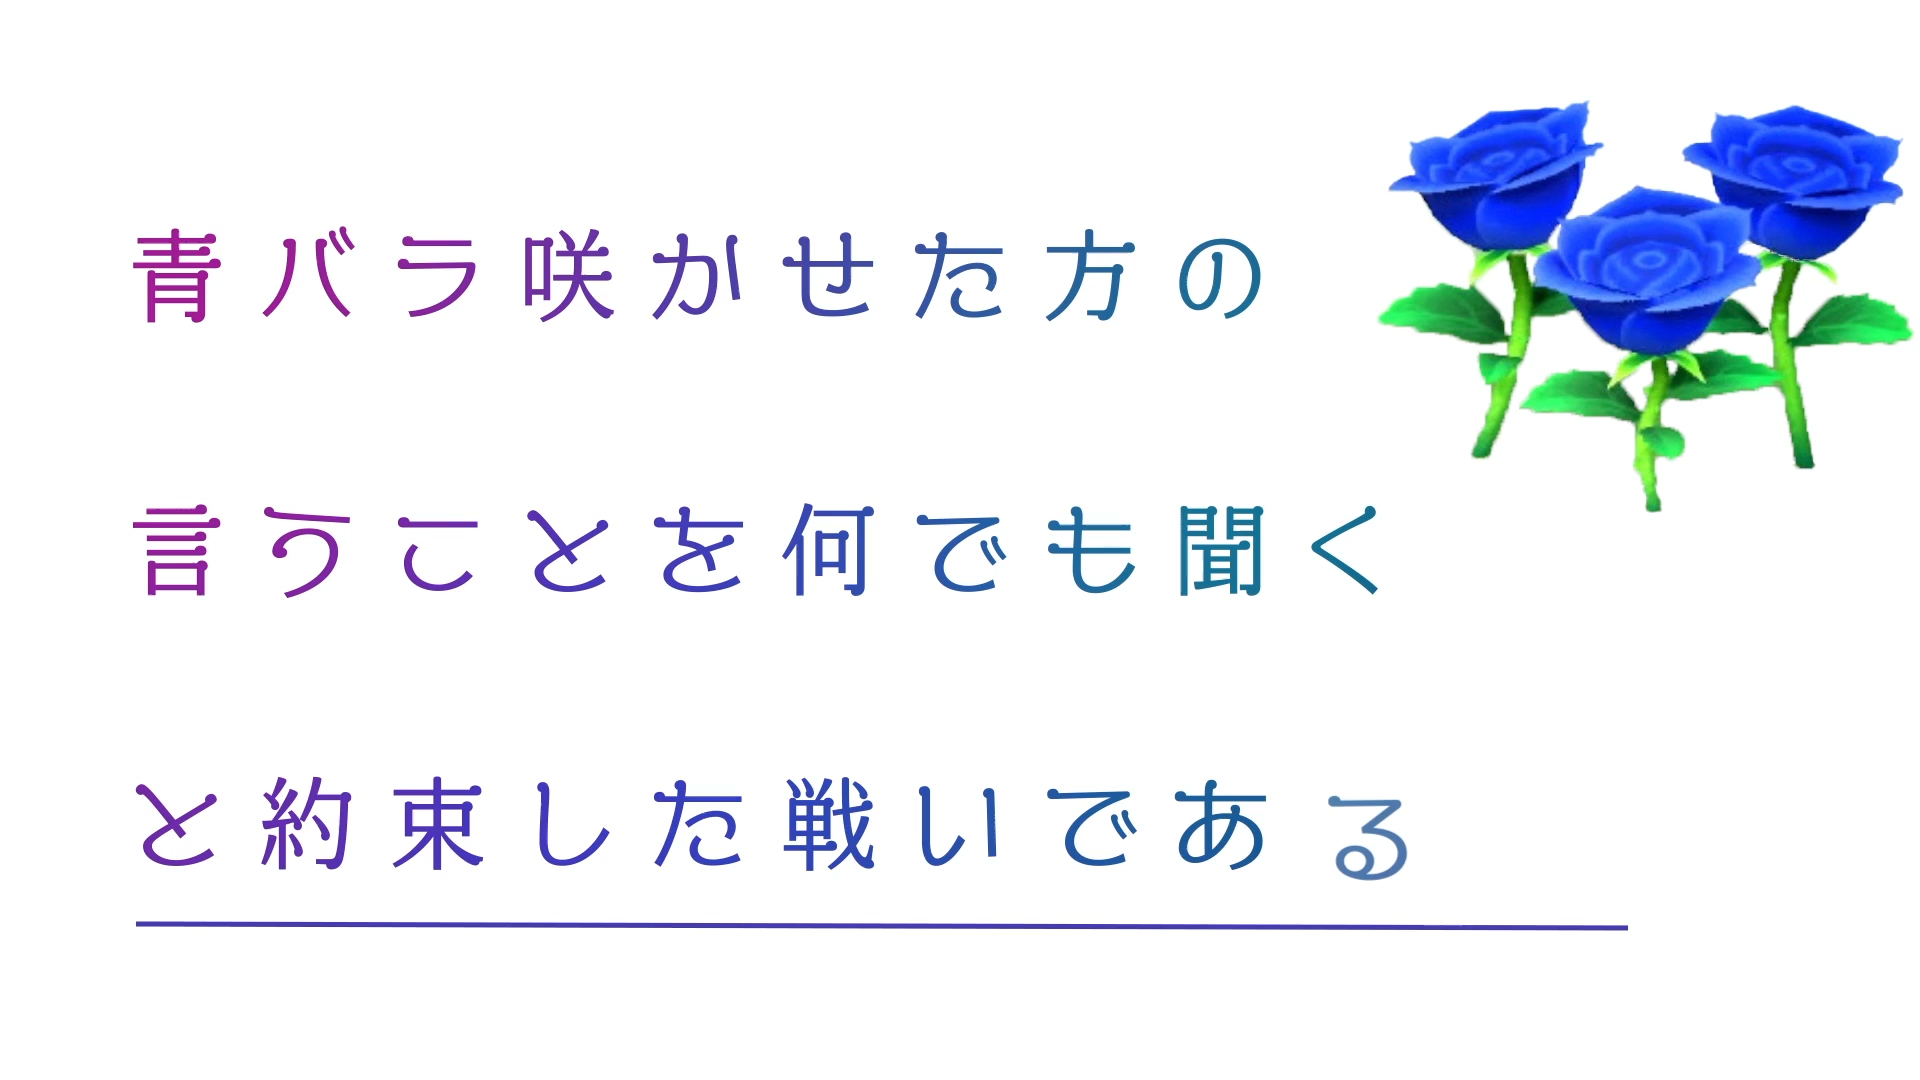 青バラ咲かせた方の
言うことを何でも聞く
と約束した戦いである